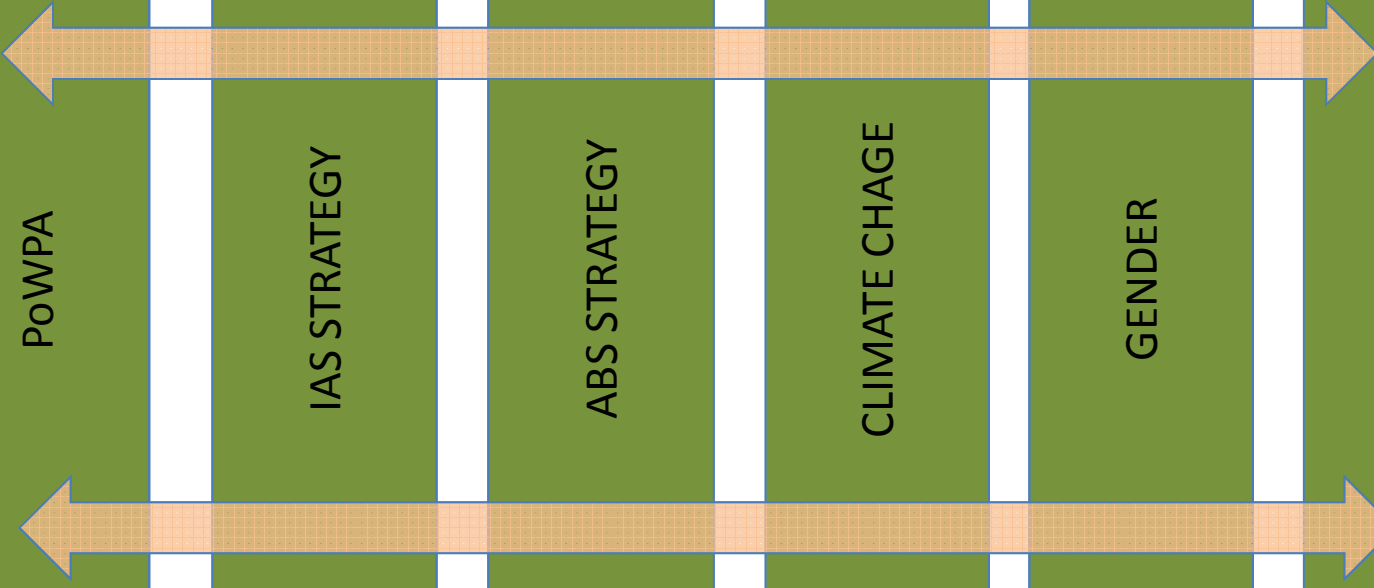 PoWPA
IAS STRATEGY
ABS STRATEGY
CLIMATE CHAGE
GENDER